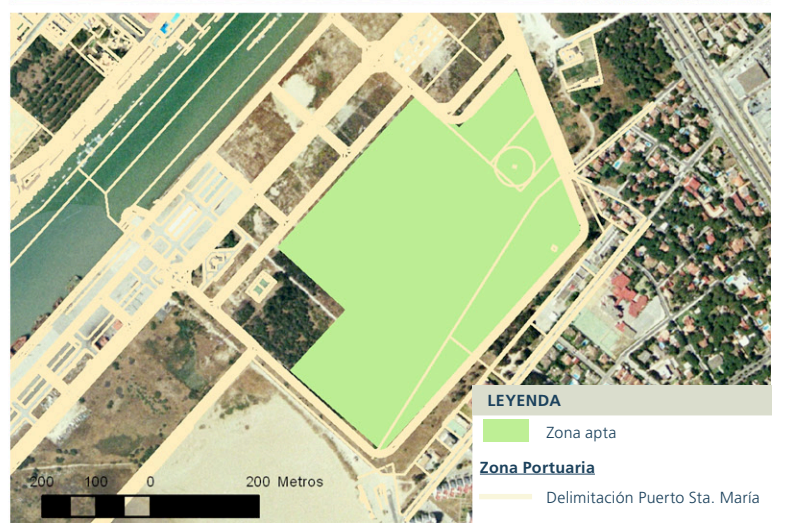 LEYENDA
Zona apta
Zona Portuaria
Delimitación Puerto Sta. María
200 100 0 200 Metros